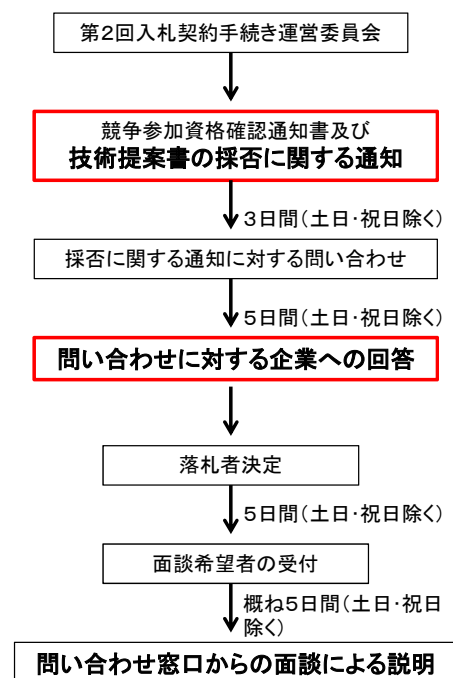 第2回入札契約手続き運営委員会
競争参加資格確認通知書及び
技術提案書の採否に関する通知
3日間(土日・祝日除く)
採否に関する通知に対する問い合わせ
5日間(土日・祝日除く)
問い合わせに対する企業への回答
落札者決定
5日間(土日・祝日除く)
面談希望者の受付
概ね5日間(土日・祝日
除く)
問い合わせ窓口からの面談による説明